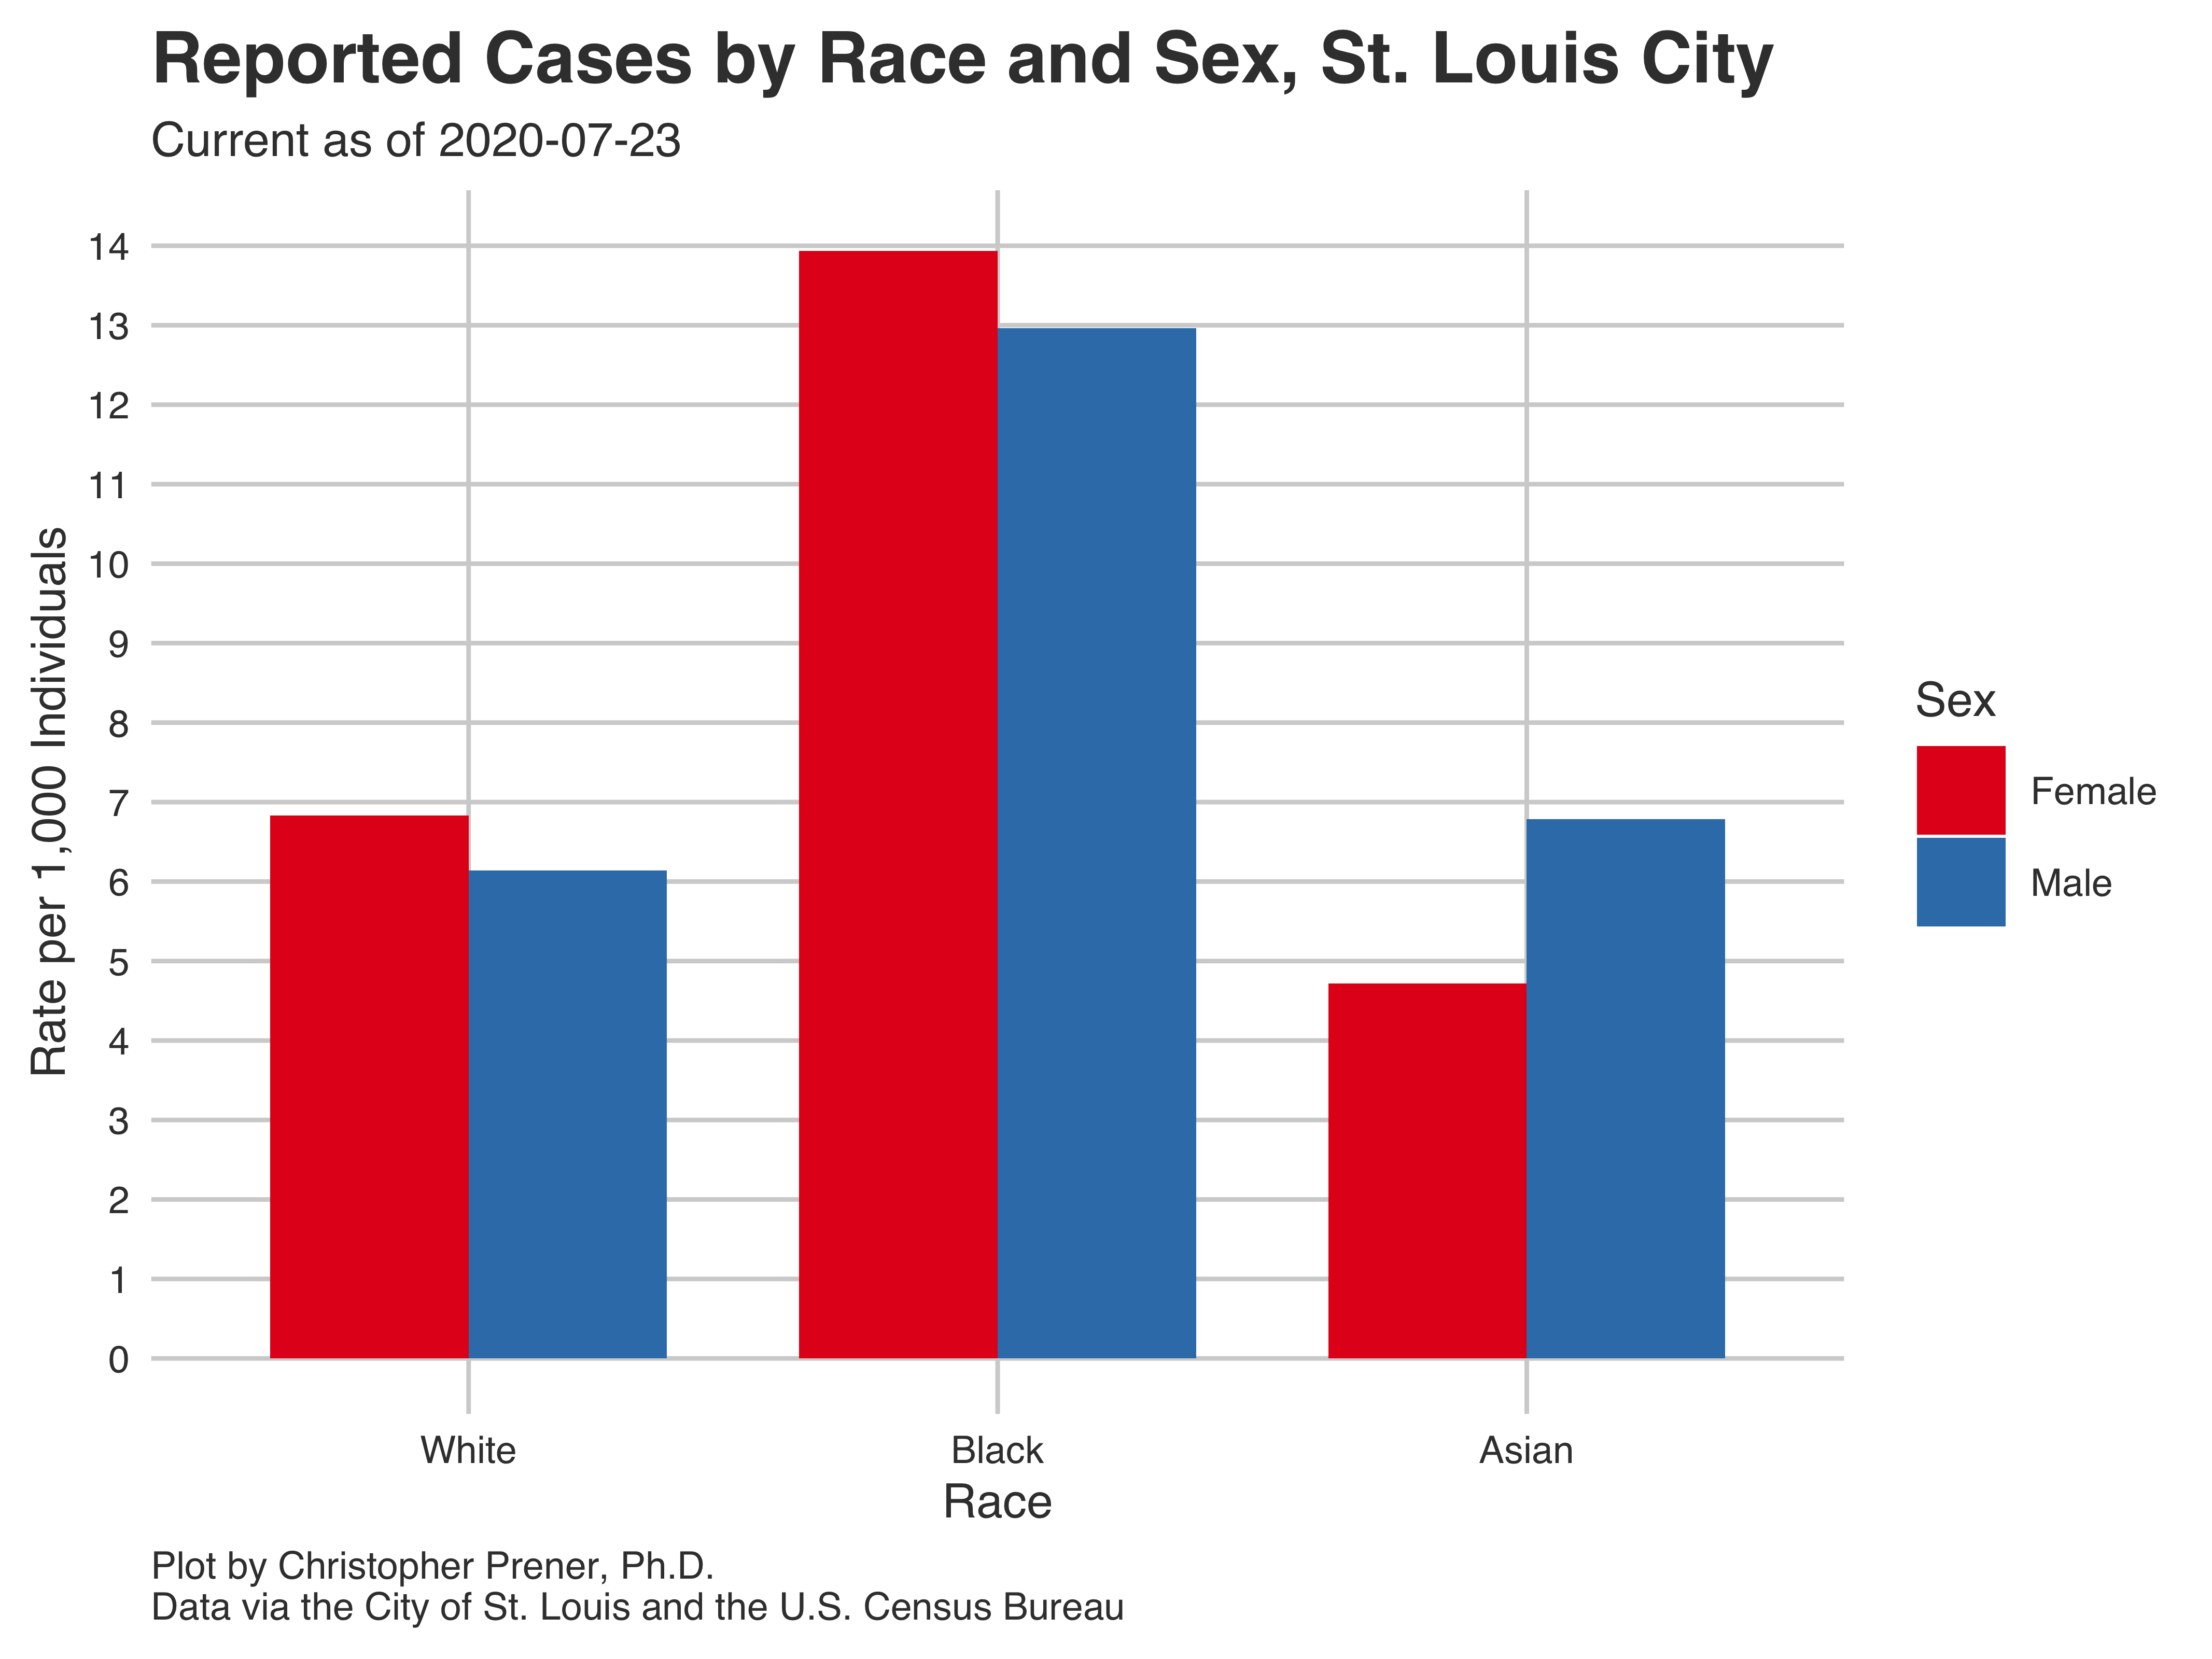 Reported Cases by Race and Sex, St. Louis City
Current as of 2020-07-23
Rate per 1,000 Individuals
14
13
12
11
10
9
8
7
6
5
4
3
2
1
0
White
Black
Asian
Race
Sex
Female
Male
Plot by Christopher Prener, Ph.D.
Data via the City of St. Louis and the U.S. Census Bureau